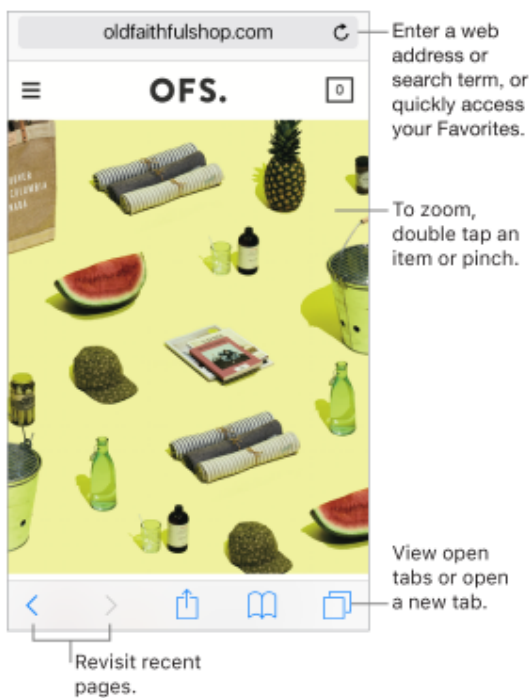 oldfaithfulshop.com
OFS.
0
Enter a web
address or
search term, or
quickly access
your Favorites.
To zoom,
double tap an
item or pinch.
View open
tabs or open
a new tab.
Revisit recent
pages.